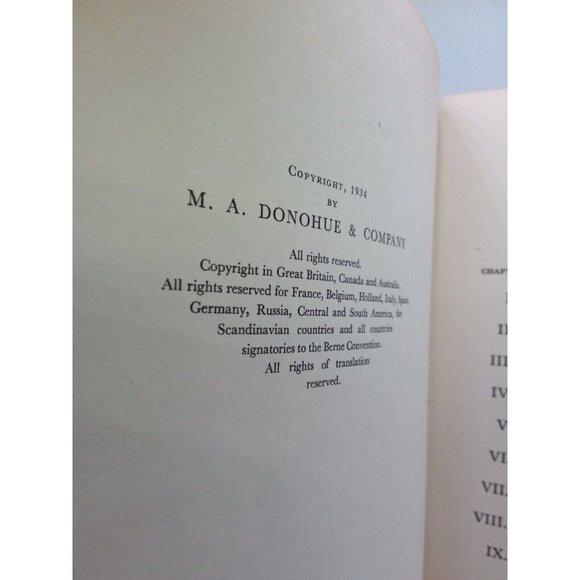 COPYRIGHT, 1934
BY
M. A. DONOHUE & COMPANY
All rights reserved.
Copyright in Great Britain, Canada and Australia.
All rights reserved for France, Belgium, Holland, Italy, Spain,
Germany, Russia, Central and South America, the
Scandinavian countries and all countries
signatories to the Berne Convention.
All rights of translation
reserved.
CHAPT
I
II
III
IV
V
VI
VII.
VIII.
IX.